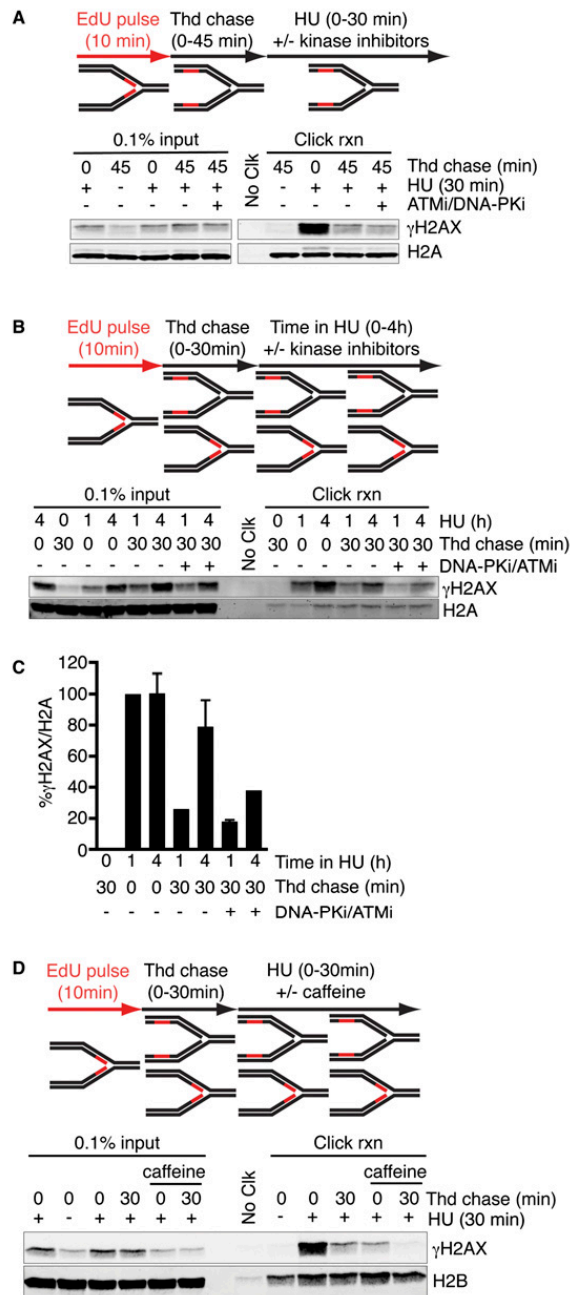 A
EdU pulse Thd chase HU (0-30 min)
(10 min) (0-45 min) +/- kinase inhibitors
0.1% input No Clk Click rxn
0 45 0 45 45 45 0 45 45 Thd chase (min)
+ - + + + - + + + HU (30 min)
- - - - + - - - + ATMi/DNA-PKi
γH2AX
H2A
B
EdU pulse Thd chase Time in HU (0-4h)
(10min) (0-30min) +/- kinase inhibitors
0.1% input No Clk Click rxn
4 0 1 4 1 4 1 4 0 1 4 1 4 1 4 HU (h)
0 30 0 0 30 30 30 30 30 0 0 30 30 30 30 Thd chase (min)
- - - - - - + + - - - - - + + DNA-PKi/ATMi
γH2AX
H2A
C
%γH2AX/H2A
120
100
80
60
40
20
0
0 1 4 1 4 1 4 Time in HU (h)
30 0 0 30 30 30 30 Thd chase (min)
- - - - - + + DNA-PKi/ATMi
D
EdU pulse Thd chase HU (0-30min)
(10min) (0-30min) +/- caffeine
0.1% input No Clk Click rxn
caffeine caffeine
0 0 0 30 0 30 0 0 30 0 30 Thd chase (min)
+ - + + + + - + + + + HU (30 min)
γH2AX
H2B